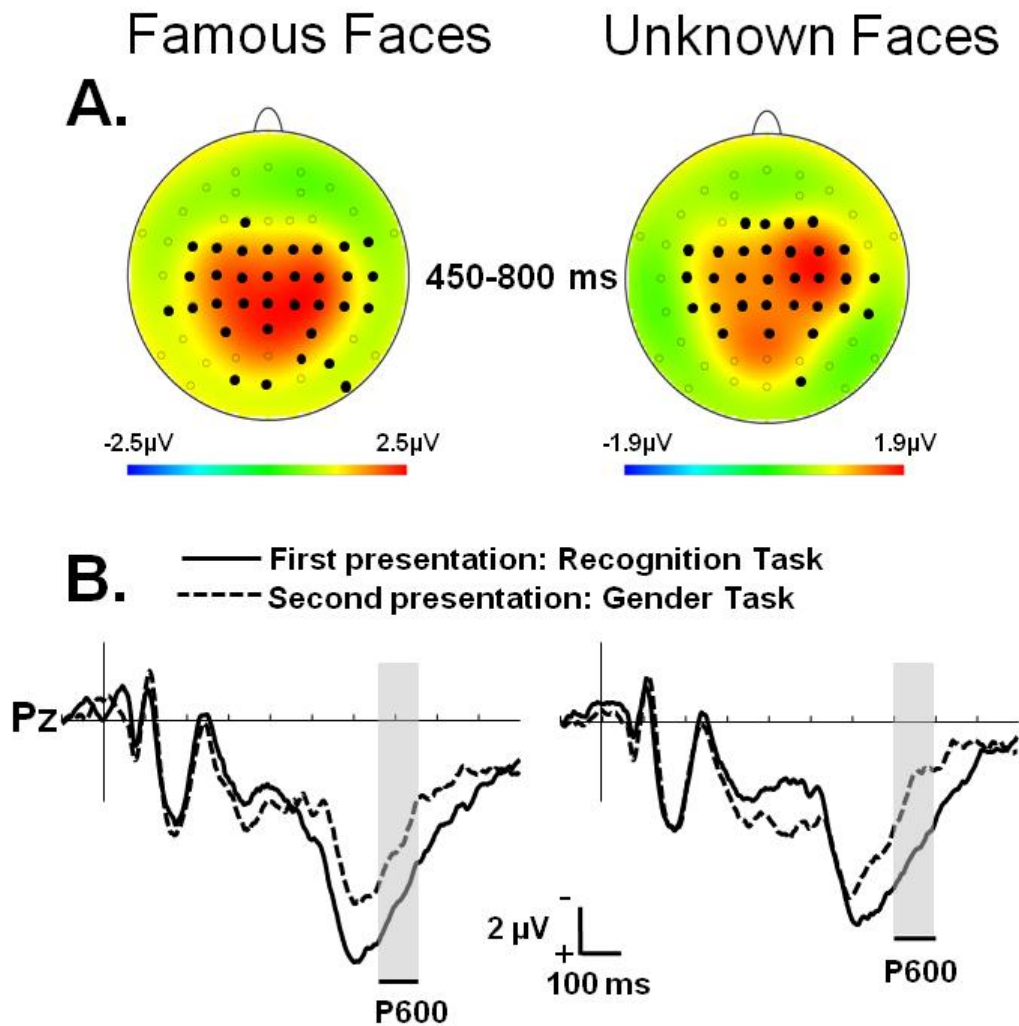 Famous Faces
Unknown Faces
A.
450-800 ms
-2.5µV
2.5µV
-1.9µV
1.9µV
B.
First presentation: Recognition Task
Second presentation: Gender Task
Pz
-
2 µV
+
100 ms
P600
P600